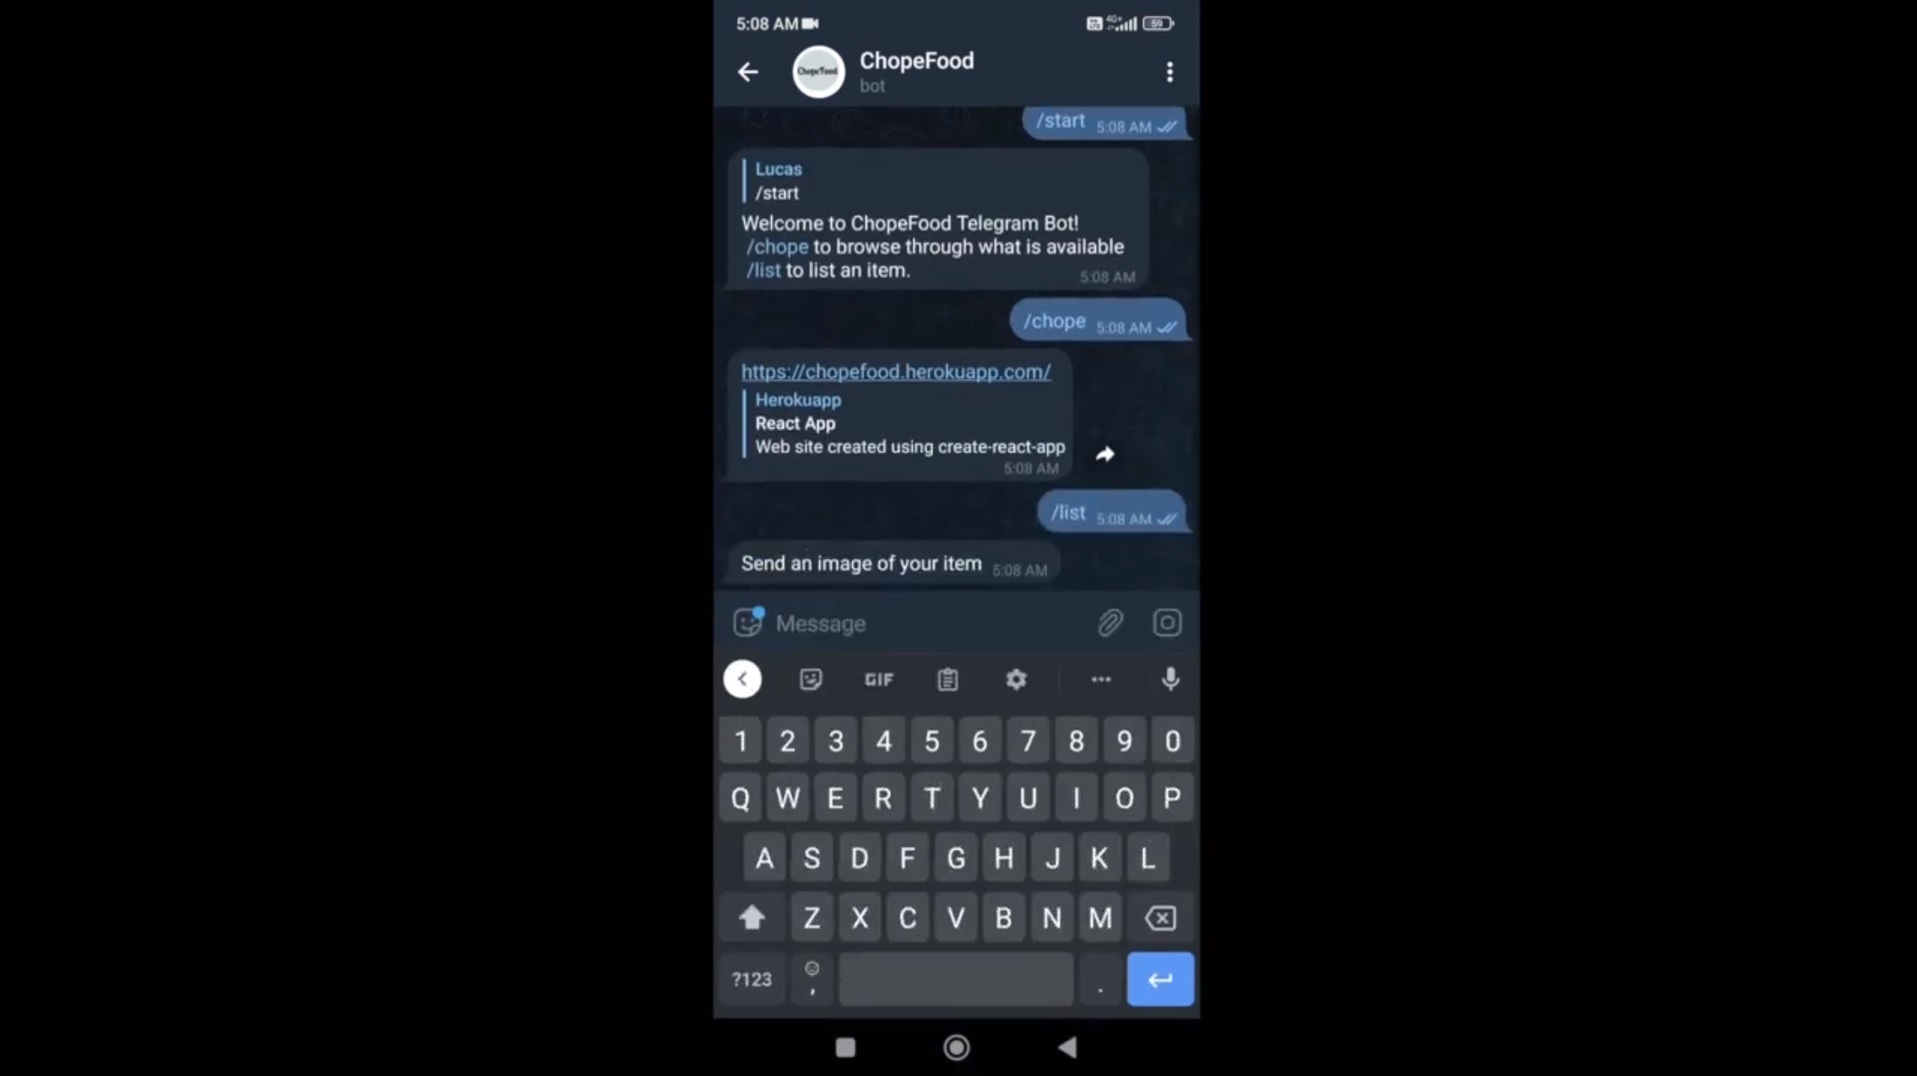 5:08 AM
4G+
59
ChopeFood
ChopeFood
bot
/start 5:08 AM
Lucas
/start
Welcome to ChopeFood Telegram Bot!
/chope to browse through what is available
/list to list an item.
5:08 AM
/chope 5:08 AM
https://chopefood.herokuapp.com/
Herokuapp
React App
Web site created using create-react-app
5:08 AM
/list 5:08 AM
Send an image of your item 5:08 AM
Message
GIF
1 2 3 4 5 6 7 8 9 0
Q W E R T Y U I O P
A S D F G H J K L
Z X C V B N M
?123 , .